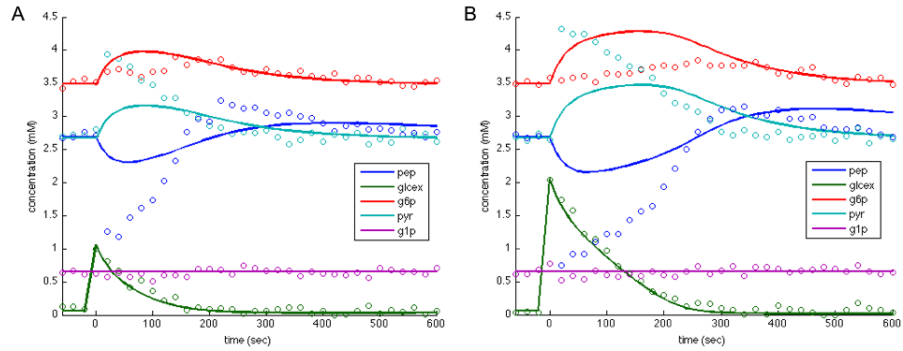 A
4.5
4
3.5
3
2.5
2
1.5
1
0.5
0
concentration (mM)
0 100 200 300 400 500 600
time (sec)
pep
glcex
g6p
pyr
g1p
B
4.5
4
3.5
3
2.5
2
1.5
1
0.5
0
concentration (mM)
0 100 200 300 400 500 600
time (sec)
pep
glcex
g6p
pyr
g1p